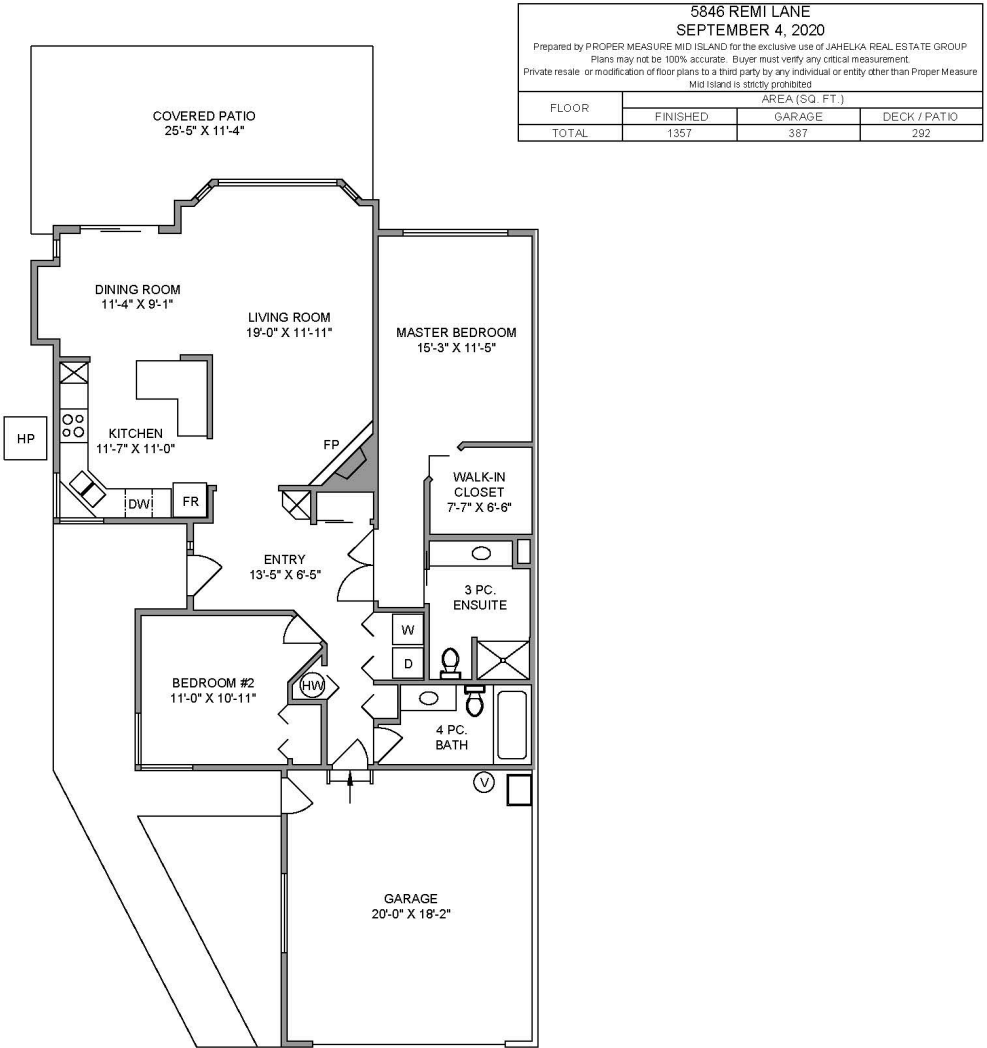 5846 REMI LANE
SEPTEMBER 4, 2020
Prepared by PROPER MEASURE MID ISLAND for the exclusive use of JAHELKA REAL ESTATE GROUP
Plans may not be 100% accurate. Buyer must verify any critical measurement.
Private resale or modification of floor plans to a third party by any individual or entity other than Proper Measure
Mid Island is strictly prohibited
FLOOR
AREA (SQ. FT.)
FINISHED GARAGE DECK / PATIO
TOTAL 1357 387 292
COVERED PATIO
25'-5" X 11'-4"
DINING ROOM
11'-4" X 9'-1"
LIVING ROOM
19'-0" X 11'-11"
MASTER BEDROOM
15'-3" X 11'-5"
HP
KITCHEN
11'-7" X 11'-0"
FP
WALK-IN
CLOSET
7'-7" X 6'-6"
DW
FR
ENTRY
13'-5" X 6'-5"
3 PC.
ENSUITE
W
D
BEDROOM #2
11'-0" X 10'-11"
HW
4 PC.
BATH
V
GARAGE
20'-0" X 18'-2"